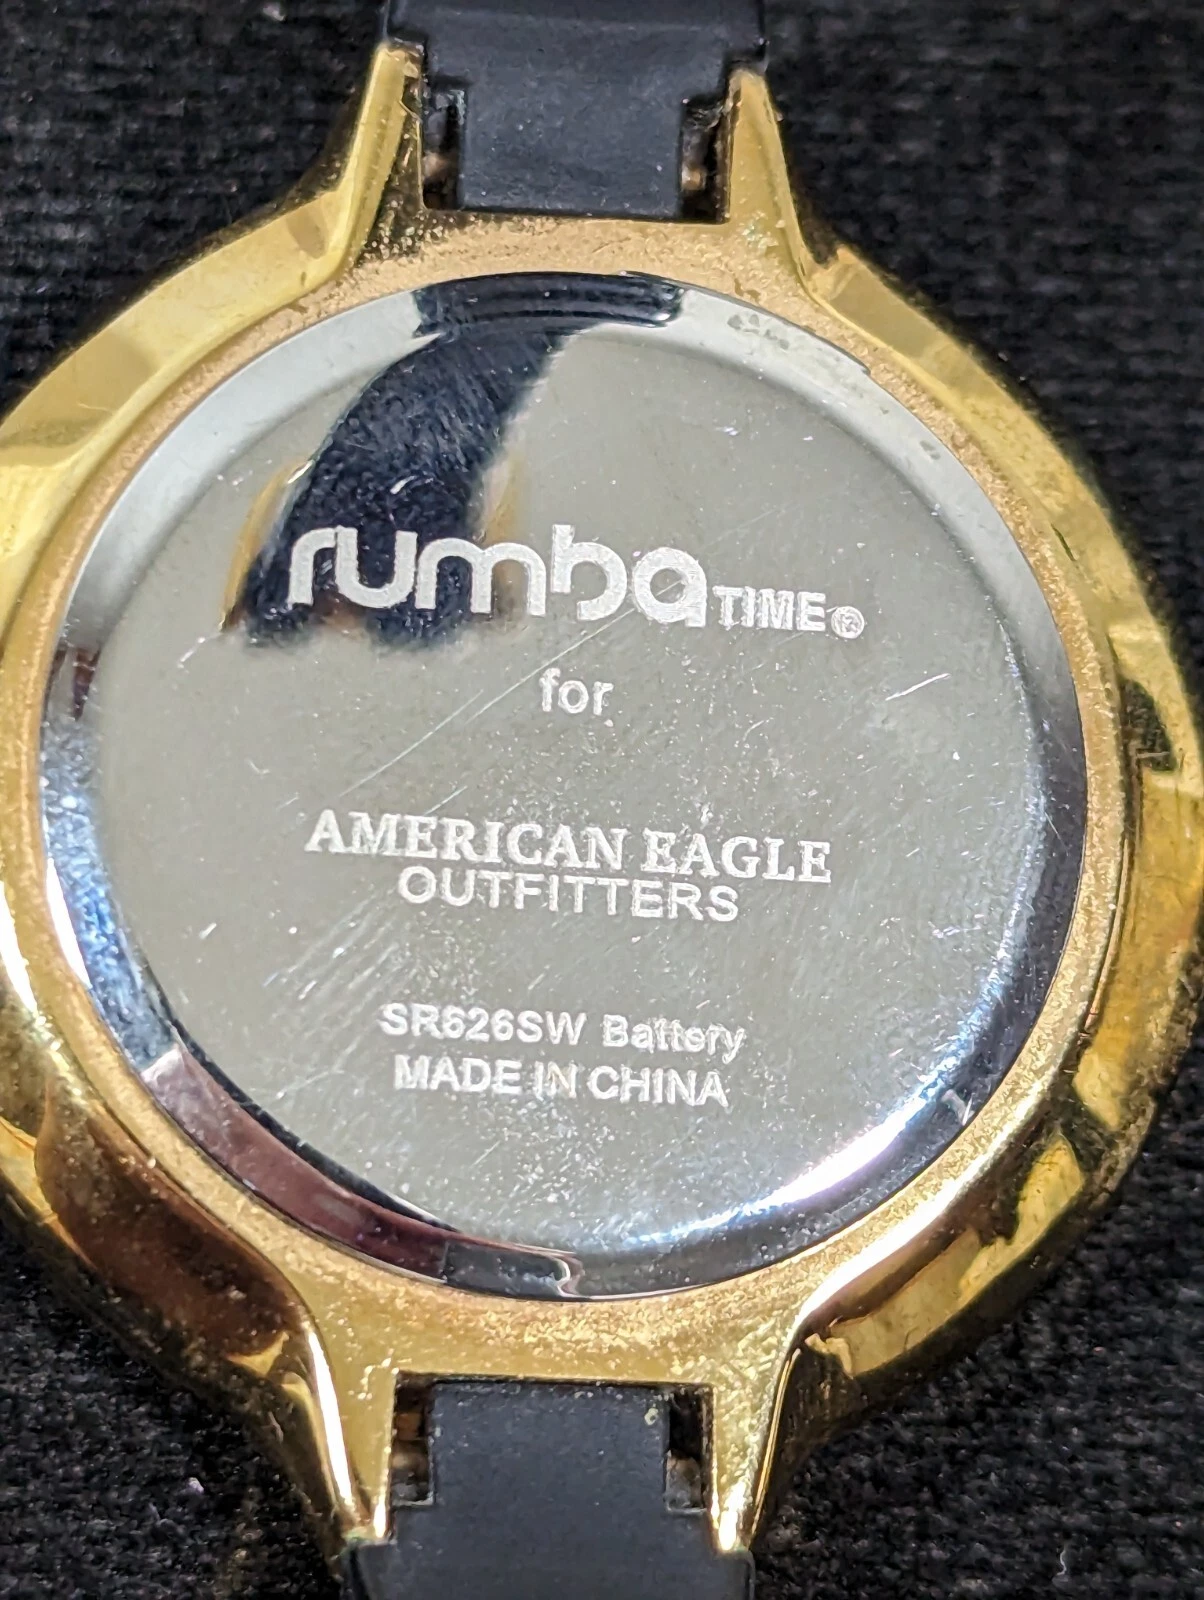 rumbaTIME®
for
AMERICAN EAGLE
OUTFITTERS
SR626SW Battery
MADE IN CHINA